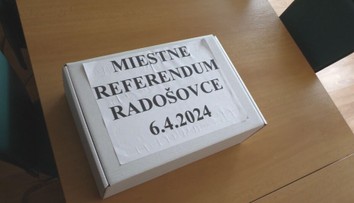 MIESTNE
REFERENDUM
RADOŠOVCE
6.4.2024